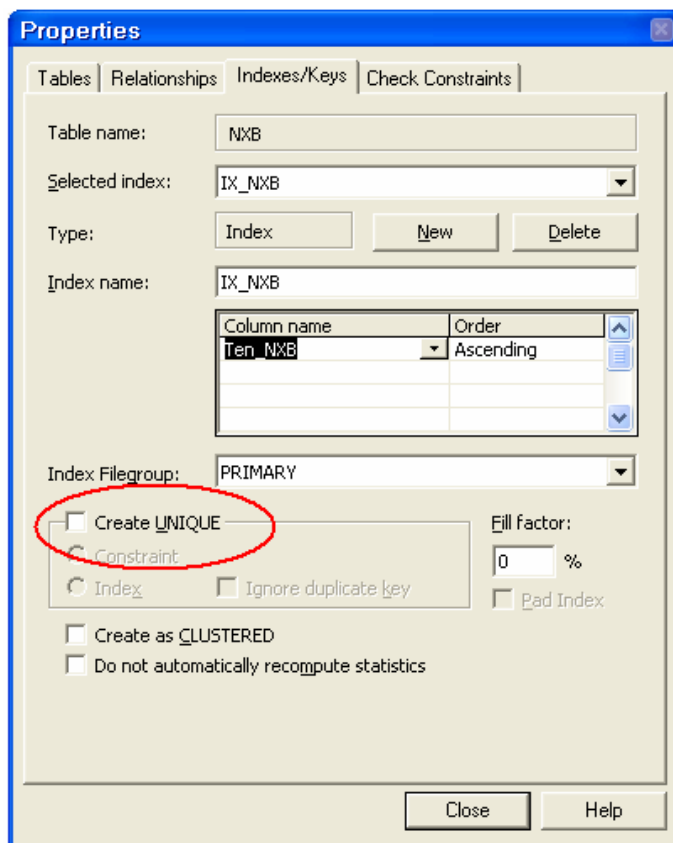 Properties
Tables Relationships Indexes/Keys Check Constraints
Table name: NXB
Selected index: IX_NXB
Type: Index New Delete
Index name: IX_NXB
Column name Order
Ten_NXB Ascending
Index Filegroup: PRIMARY
Create UNIQUE Fill factor:
Constraint 0 %
Index Ignore duplicate key Pad Index
Create as CLUSTERED
Do not automatically recompute statistics
Close Help